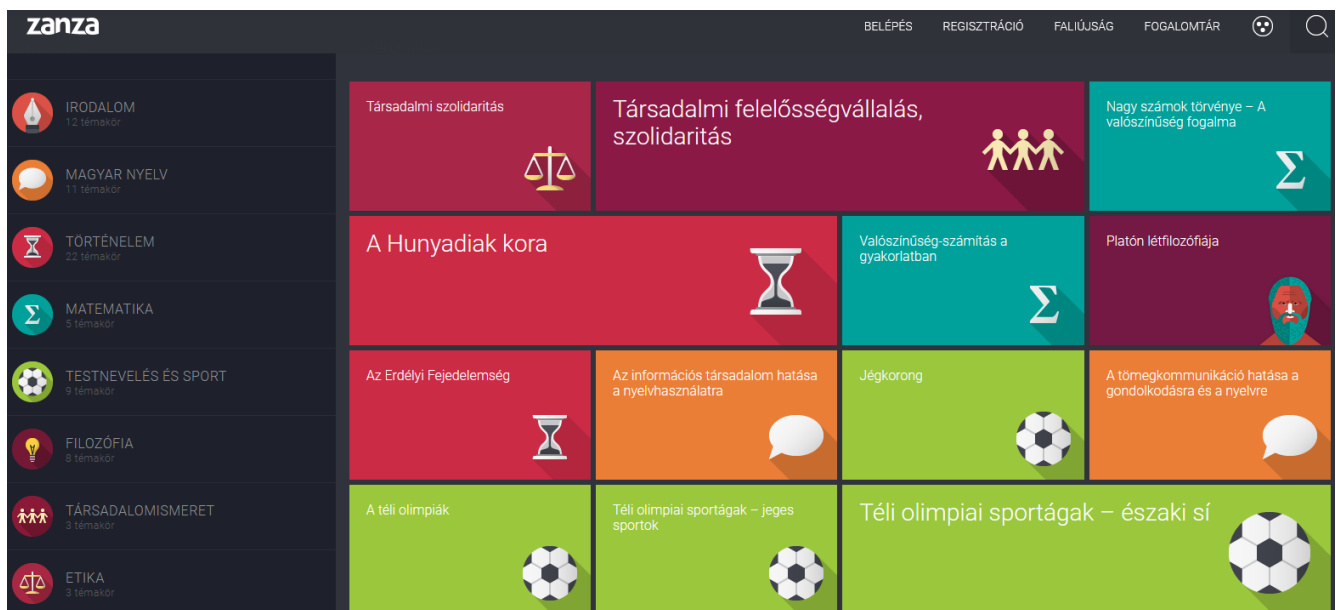 zanza
BELÉPÉS
REGISZTRÁCIÓ
FALIÚJSÁG
FOGALOMTÁR
IRODALOM
12 témakör
MAGYAR NYELV
11 témakör
TÖRTÉNELEM
22 témakör
MATEMATIKA
5 témakör
TESTNEVELÉS ÉS SPORT
9 témakör
FILOZÓFIA
8 témakör
TÁRSADALOMISMERET
3 témakör
ETIKA
3 témakör
Társadalmi szolidaritás
Társadalmi felelősségvállalás,
szolidaritás
Nagy számok törvénye – A
valószínűség fogalma
A Hunyadiak kora
Valószínűség-számítás a
gyakorlatban
Platón létfilozófiája
Az Erdélyi Fejedelemség
Az információs társadalom hatása
a nyelvhasználatra
Jégkorong
A tömegkommunikáció hatása a
gondolkodásra és a nyelvre
A téli olimpiák
Téli olimpiai sportágak – jeges
sportok
Téli olimpiai sportágak – északi sí